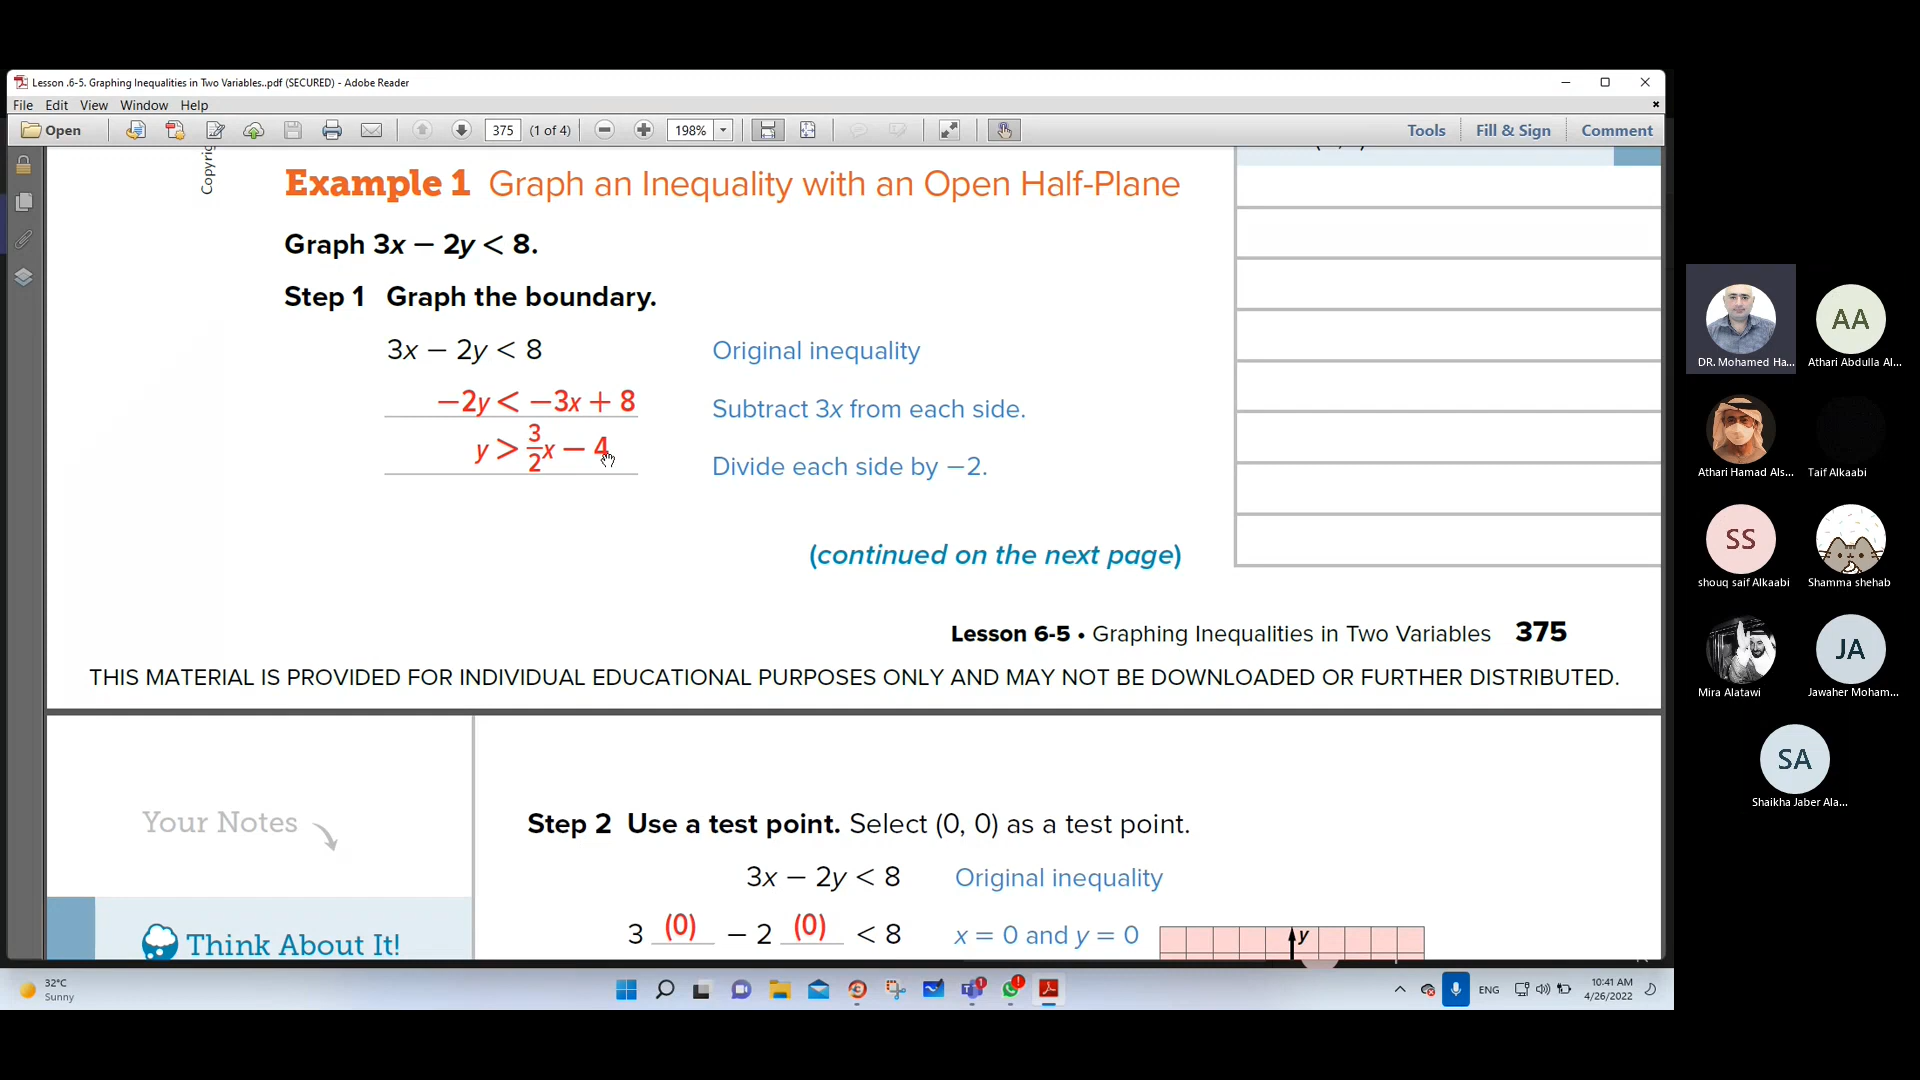 Lesson .6-5. Graphing Inequalities in Two Variables..pdf (SECURED) - Adobe Reader
File Edit View Window Help
Open 375 (1 of 4) 198% Tools Fill & Sign Comment
Example 1 Graph an Inequality with an Open Half-Plane
Graph 3x − 2y < 8.
Step 1 Graph the boundary.
3x − 2y < 8 Original inequality
−2y < −3x + 8 Subtract 3x from each side.
y > 3/2 x − 4 Divide each side by −2.
(continued on the next page)
Lesson 6-5 • Graphing Inequalities in Two Variables 375
THIS MATERIAL IS PROVIDED FOR INDIVIDUAL EDUCATIONAL PURPOSES ONLY AND MAY NOT BE DOWNLOADED OR FURTHER DISTRIBUTED.
Your Notes
Think About It!
Step 2 Use a test point. Select (0, 0) as a test point.
3x − 2y < 8 Original inequality
3 (0) − 2 (0) < 8 x = 0 and y = 0
y
DR. Mohamed Ha...
AA
Athari Abdulla Al...
Athari Hamad Als...
Taif Alkaabi
SS
shouq saif Alkaabi
Shamma shehab
Mira Alatawi
JA
Jawaher Moham...
SA
Shaikha Jaber Ala...
32°C
Sunny
ENG
10:41 AM
4/26/2022